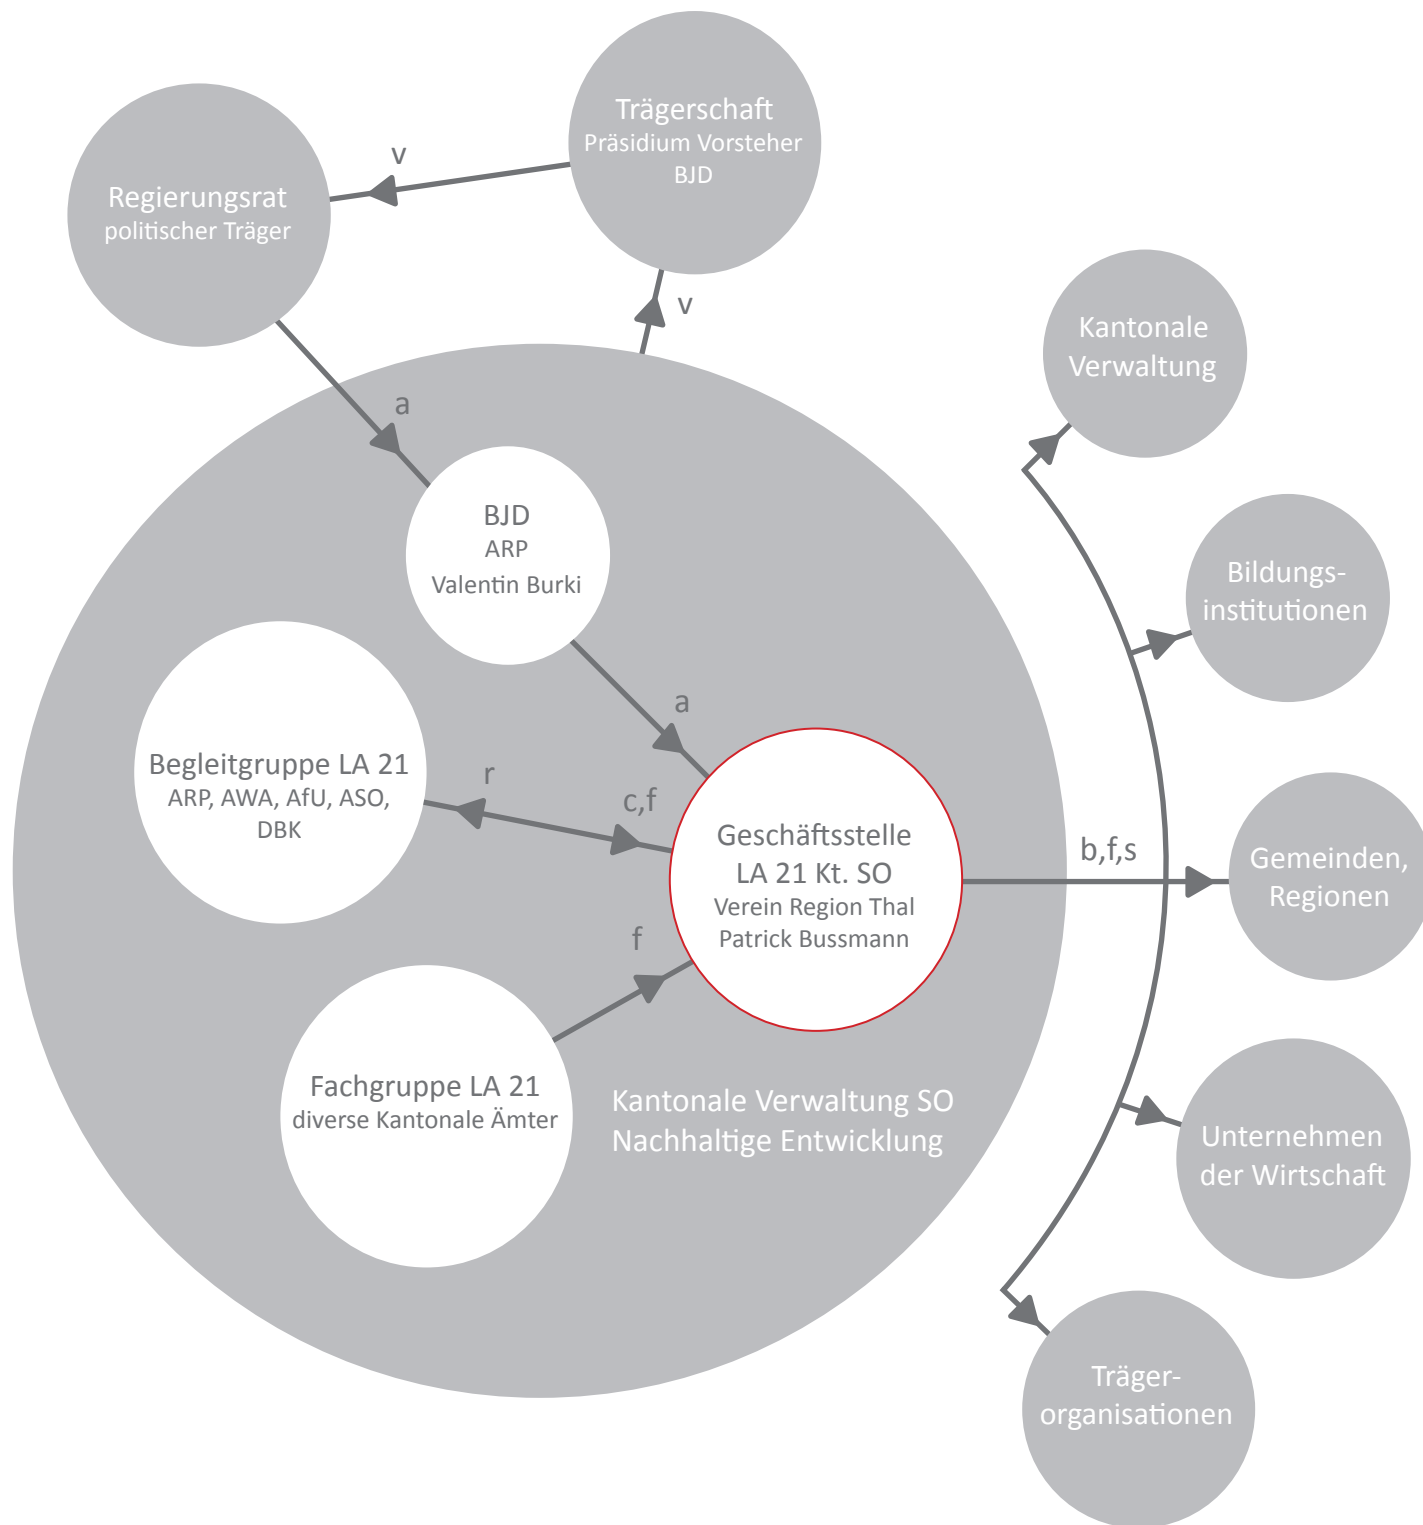 Trägerschaft
Präsidium Vorsteher
BJD
v
Regierungsrat
politischer Träger
v
a
Kantonale
Verwaltung
BJD
ARP
Valentin Burki
Bildungs-
institutionen
a
Begleitgruppe LA 21
ARP, AWA, AfU, ASO,
DBK
r
c,f
Geschäftsstelle
LA 21 Kt. SO
Verein Region Thal
Patrick Bussmann
b,f,s
Gemeinden,
Regionen
f
Fachgruppe LA 21
diverse Kantonale Ämter
Kantonale Verwaltung SO
Nachhaltige Entwicklung
Unternehmen
der Wirtschaft
Träger-
organisationen